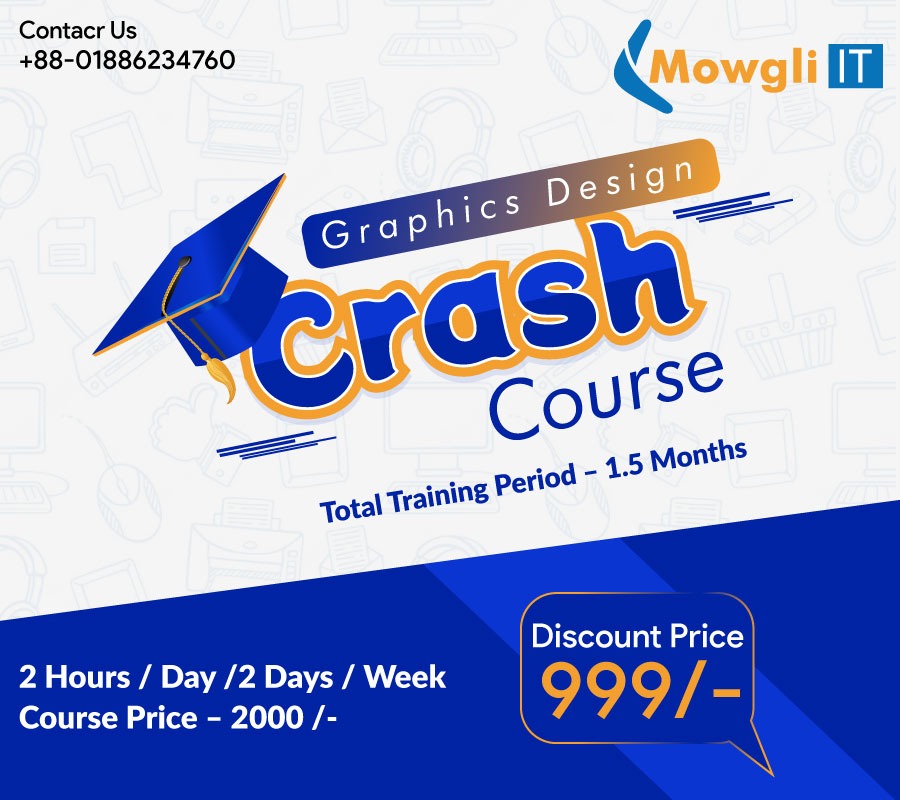 Contacr Us
+88-01886234760
Mowgli IT
Graphics Design
Crash
Course
Total Training Period – 1.5 Months
2 Hours / Day /2 Days / Week
Course Price – 2000 /-
Discount Price
999/-